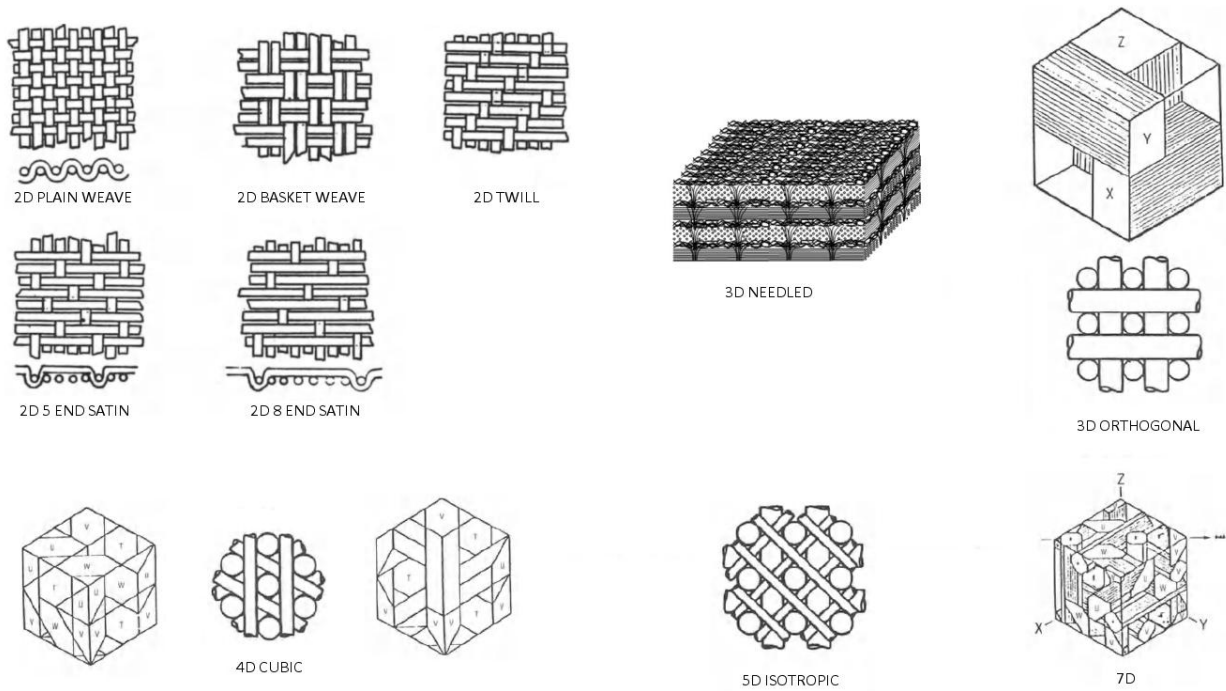 2D PLAIN WEAVE
2D BASKET WEAVE
2D TWILL
3D NEEDLED
Z
Y
X
2D 5 END SATIN
2D 8 END SATIN
3D ORTHOGONAL
4D CUBIC
5D ISOTROPIC
Z
X
Y
7D